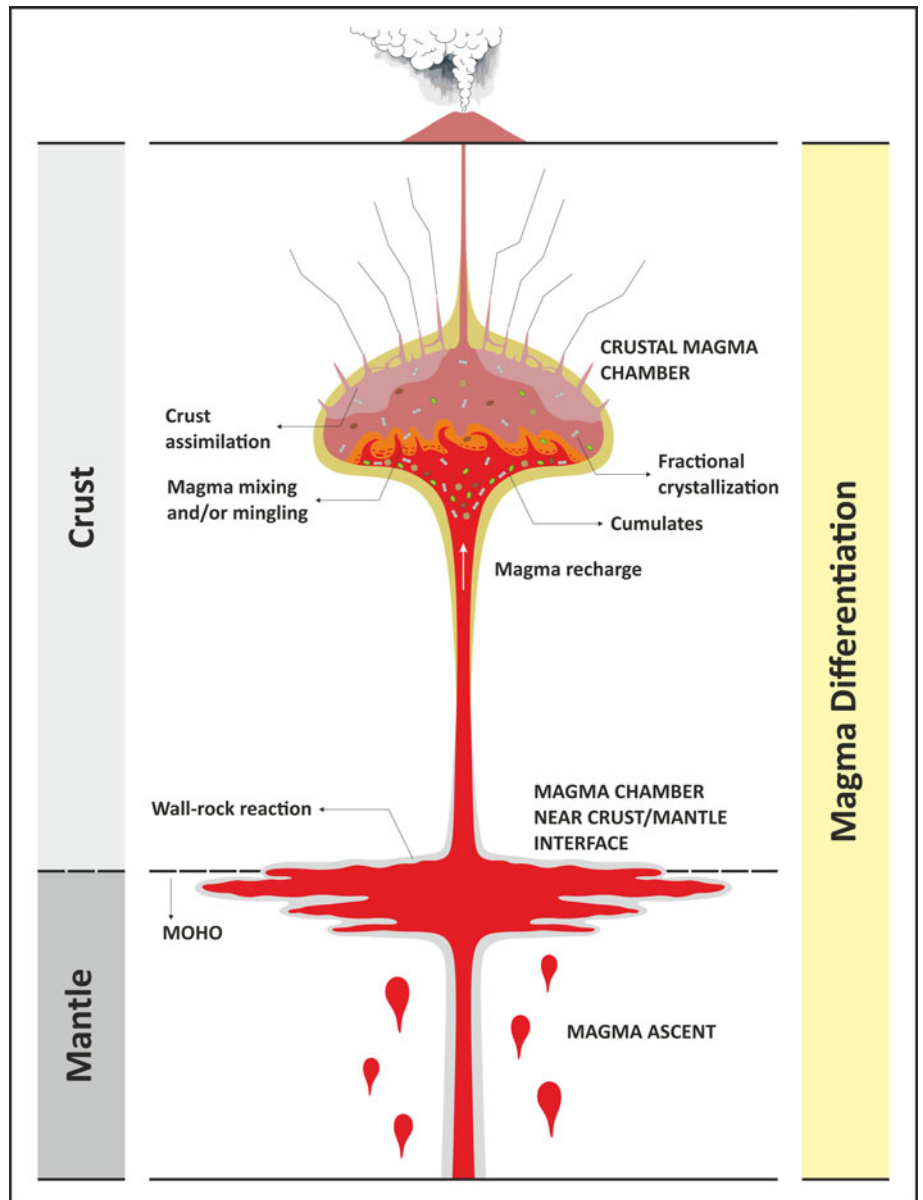 Crust
Mantle
Magma Differentiation
CRUSTAL MAGMA
CHAMBER
Crust
assimilation
Magma mixing
and/or mingling
Fractional
crystallization
Cumulates
Magma recharge
Wall-rock reaction
MAGMA CHAMBER
NEAR CRUST/MANTLE
INTERFACE
MOHO
MAGMA ASCENT